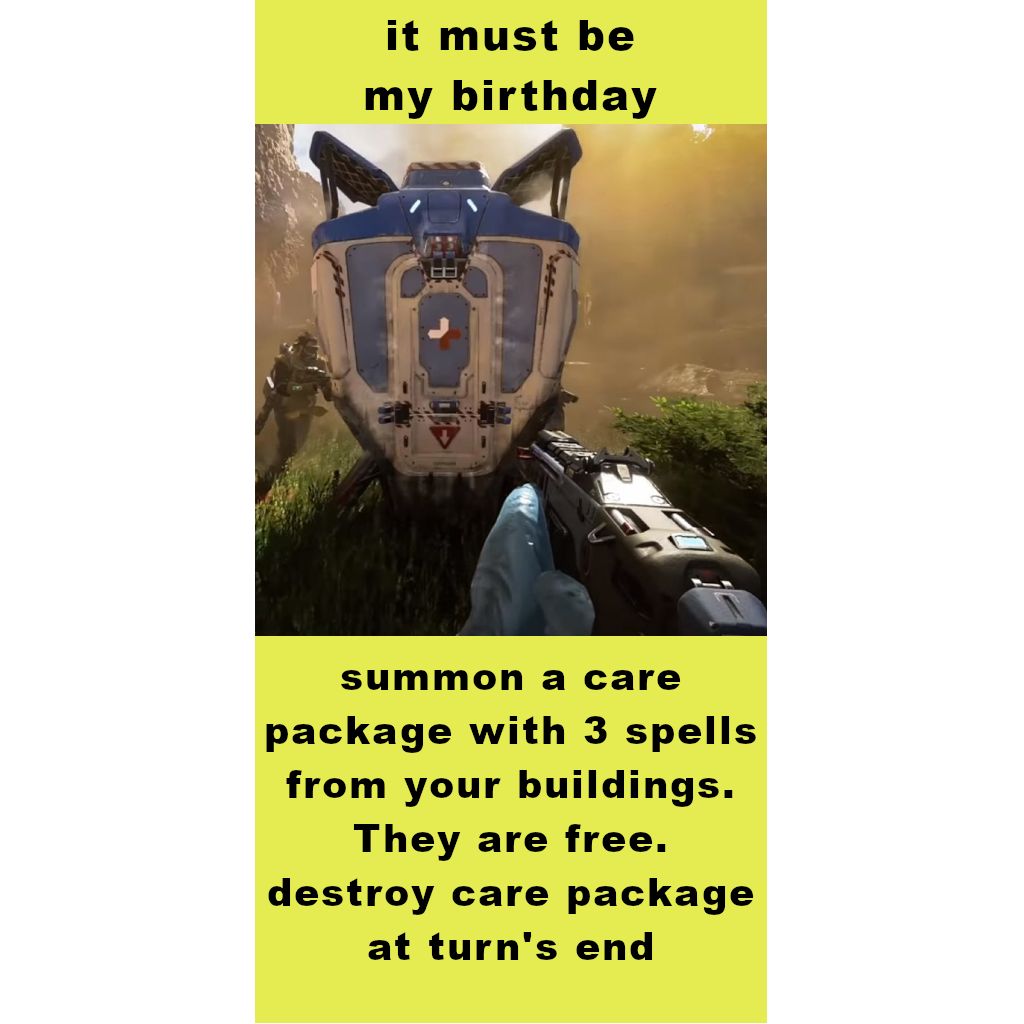 it must be
my birthday
summon a care
package with 3 spells
from your buildings.
They are free.
destroy care package
at turn's end